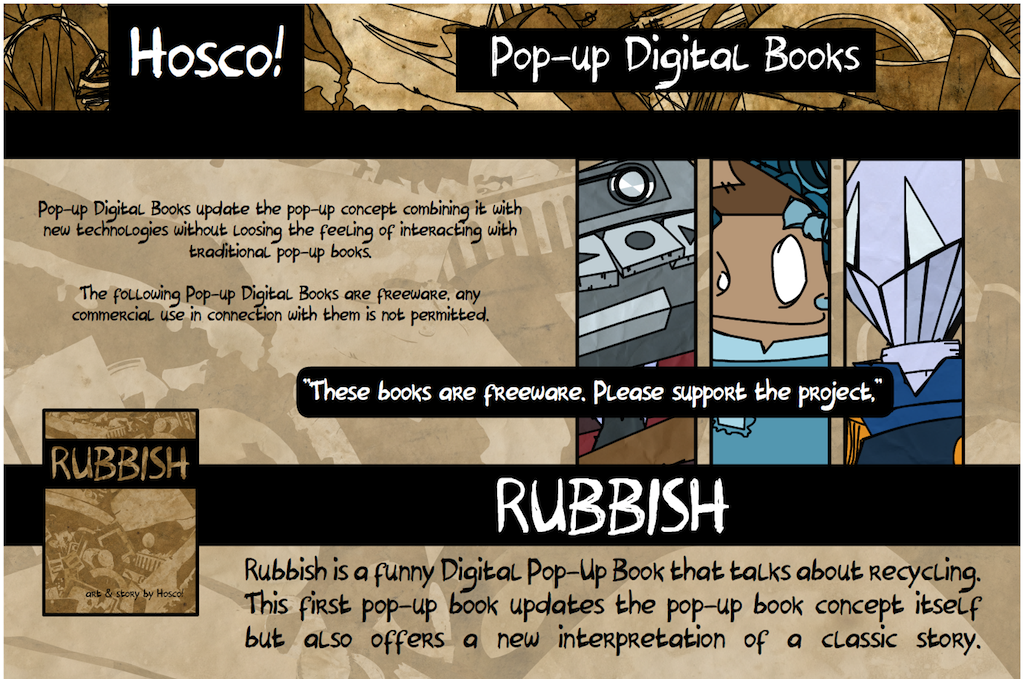 Hosco!
Pop-up Digital Books
Pop-up Digital Books update the pop-up concept combining it with
new technologies without loosing the feeling of interacting with
traditional pop-up books.
The following Pop-up Digital Books are freeware, any
commercial use in connection with them is not permitted.
"These books are freeware. Please support the project,"
RUBBISH
art & story by Hosco!
RUBBISH
Rubbish is a funny Digital Pop-Up Book that talks about recycling.
This first pop-up book updates the pop-up book concept itself
but also offers a new interpretation of a classic story.